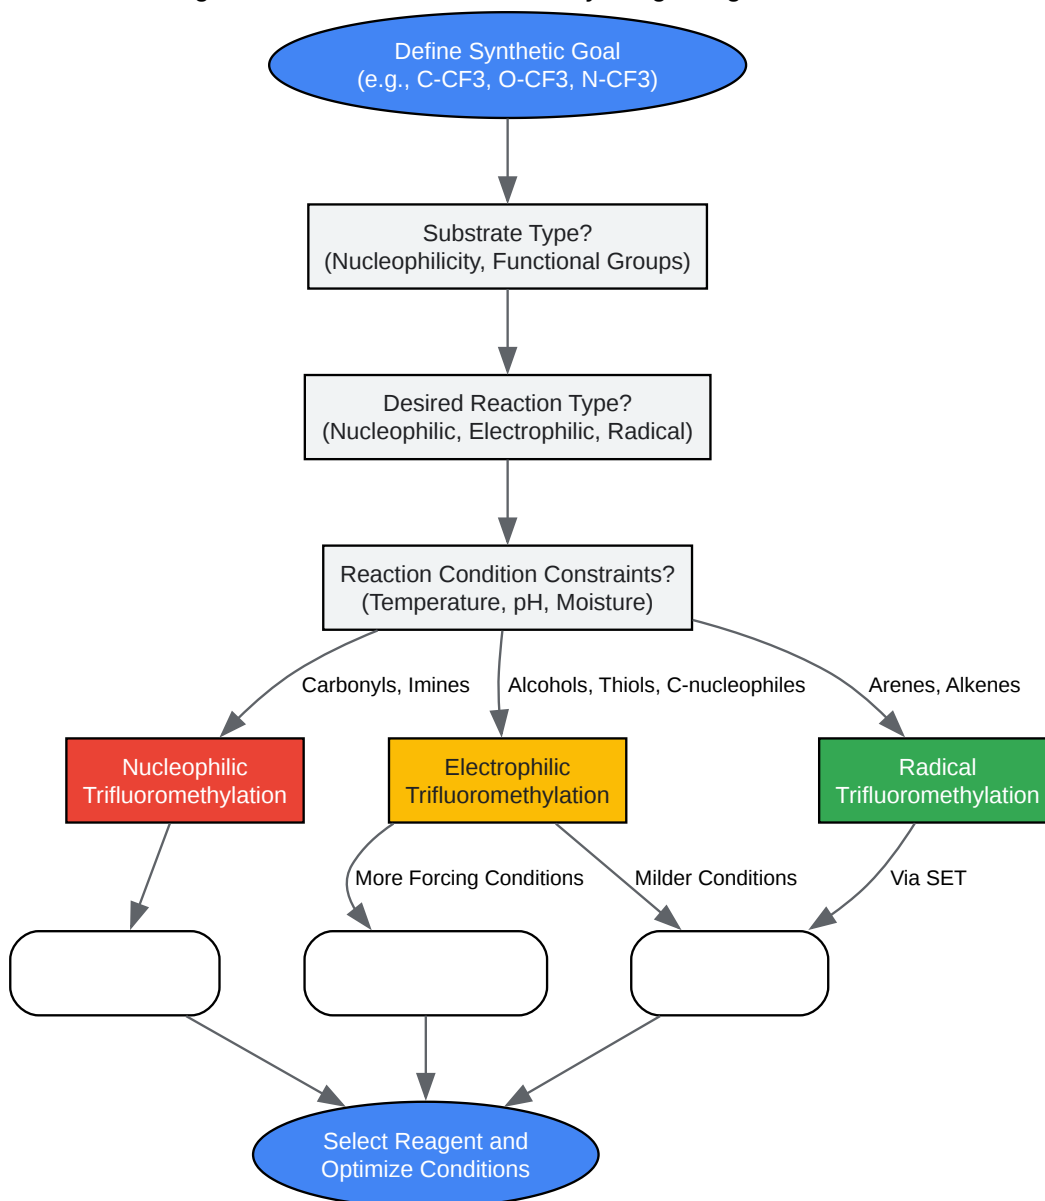 Define Synthetic Goal
(e.g., C-CF3, O-CF3, N-CF3)
Substrate Type?
(Nucleophilicity, Functional Groups)
Desired Reaction Type?
(Nucleophilic, Electrophilic, Radical)
Reaction Condition Constraints?
(Temperature, pH, Moisture)
Carbonyls, Imines
Alcohols, Thiols, C-nucleophiles
Arenes, Alkenes
Nucleophilic
Trifluoromethylation
Electrophilic
Trifluoromethylation
Radical
Trifluoromethylation
More Forcing Conditions
Milder Conditions
Via SET
Select Reagent and
Optimize Conditions